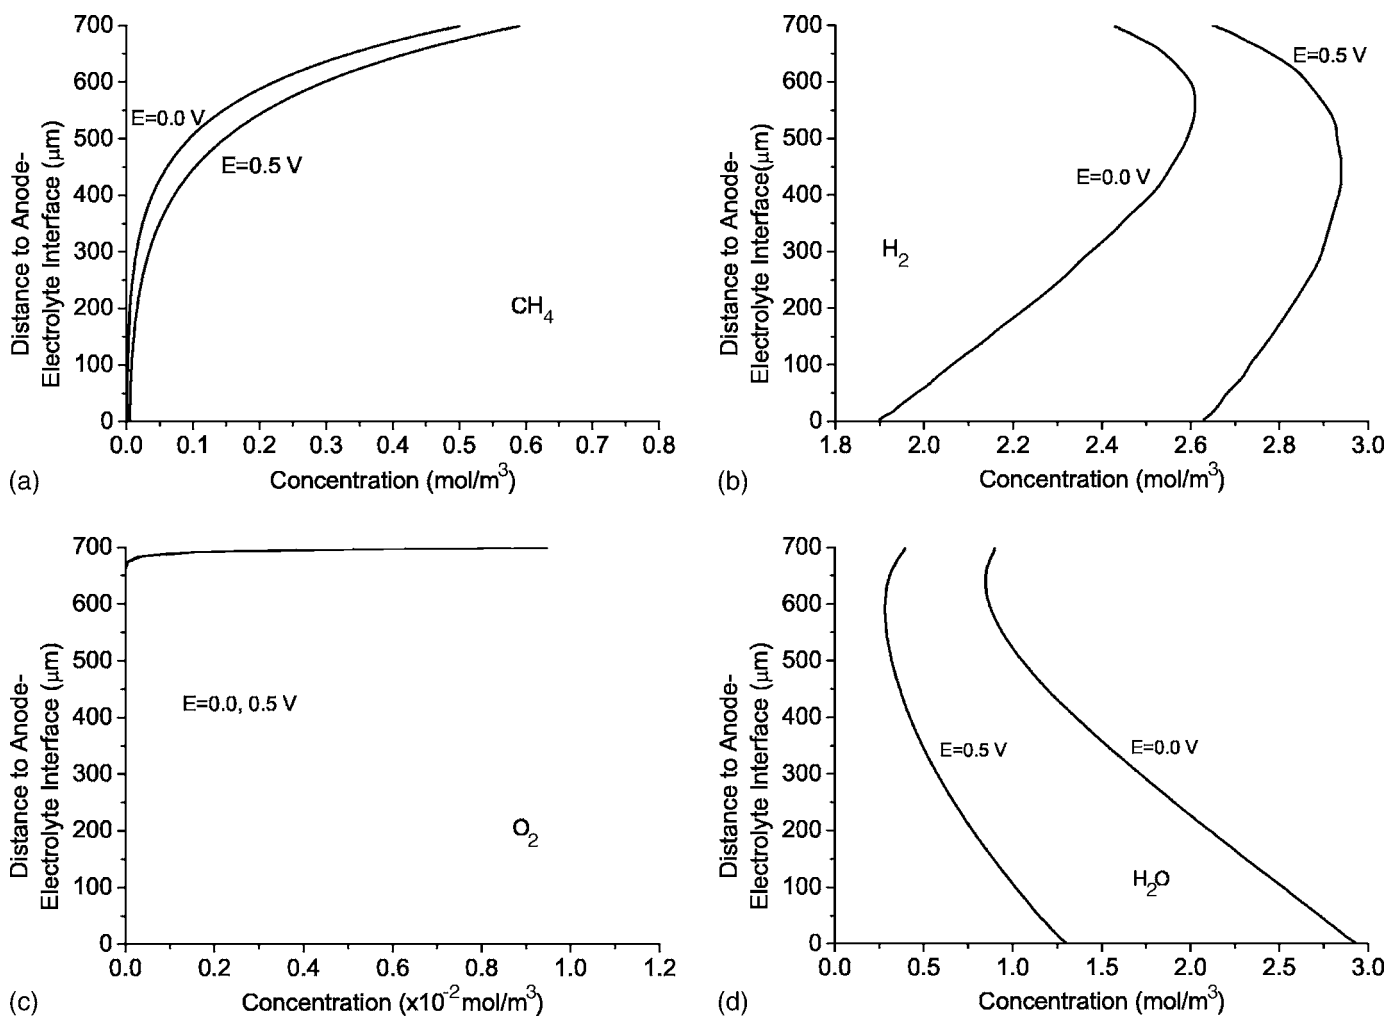 700
600
500
400
300
200
100
0
Distance to Anode-
Electrolyte Interface (μm)
E=0.0 V
E=0.5 V
CH4
0.0 0.1 0.2 0.3 0.4 0.5 0.6 0.7 0.8
(a)
Concentration (mol/m³)
700
600
500
400
300
200
100
0
Distance to Anode-
Electrolyte Interface(μm)
E=0.5 V
E=0.0 V
H₂
1.8 2.0 2.2 2.4 2.6 2.8 3.0
(b)
Concentration (mol/m³)
700
600
500
400
300
200
100
0
Distance to Anode-
Electrolyte Interface (μm)
E=0.0, 0.5 V
O₂
0.0 0.2 0.4 0.6 0.8 1.0 1.2
(c)
Concentration (x10⁻² mol/m³)
700
600
500
400
300
200
100
0
Distance to Anode-
Electrolyte Interface (μm)
E=0.5 V
E=0.0 V
H₂O
0.0 0.5 1.0 1.5 2.0 2.5 3.0
(d)
Concentration (mol/m³)